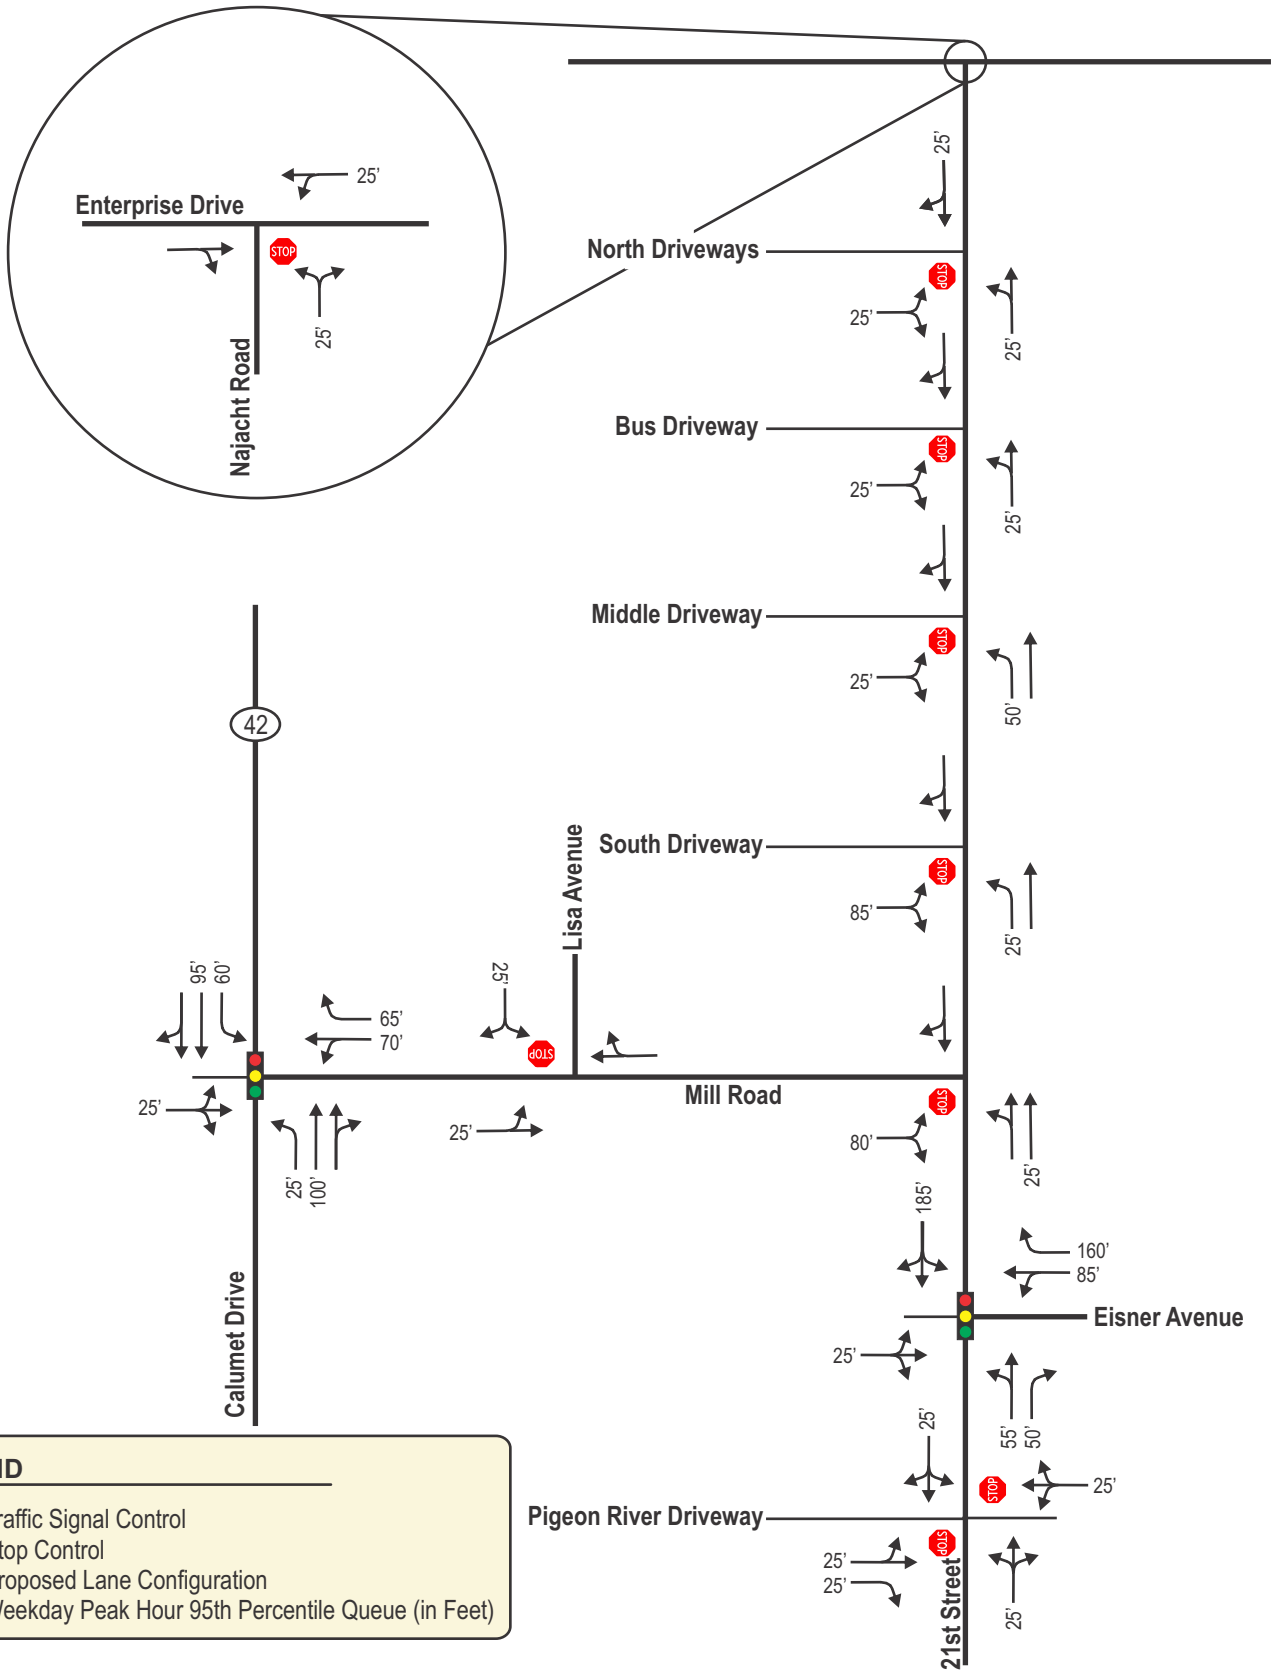 25'
Enterprise Drive
25'
STOP
25'
Najacht Road
North Driveways
STOP
25'
25'
Bus Driveway
STOP
25'
25'
Middle Driveway
STOP
25'
50'
42
South Driveway
STOP
85'
25'
Lisa Avenue
95'
60'
25'
65'
70'
STOP
Mill Road
25'
25'
25'
100'
STOP
80'
25'
185'
160'
85'
Eisner Avenue
25'
55'
50'
Calumet Drive
25'
STOP
25'
Pigeon River Driveway
STOP
25'
25'
25'
21st Street
raffic Signal Control
top Control
roposed Lane Configuration
Weekday Peak Hour 95th Percentile Queue (in Feet)